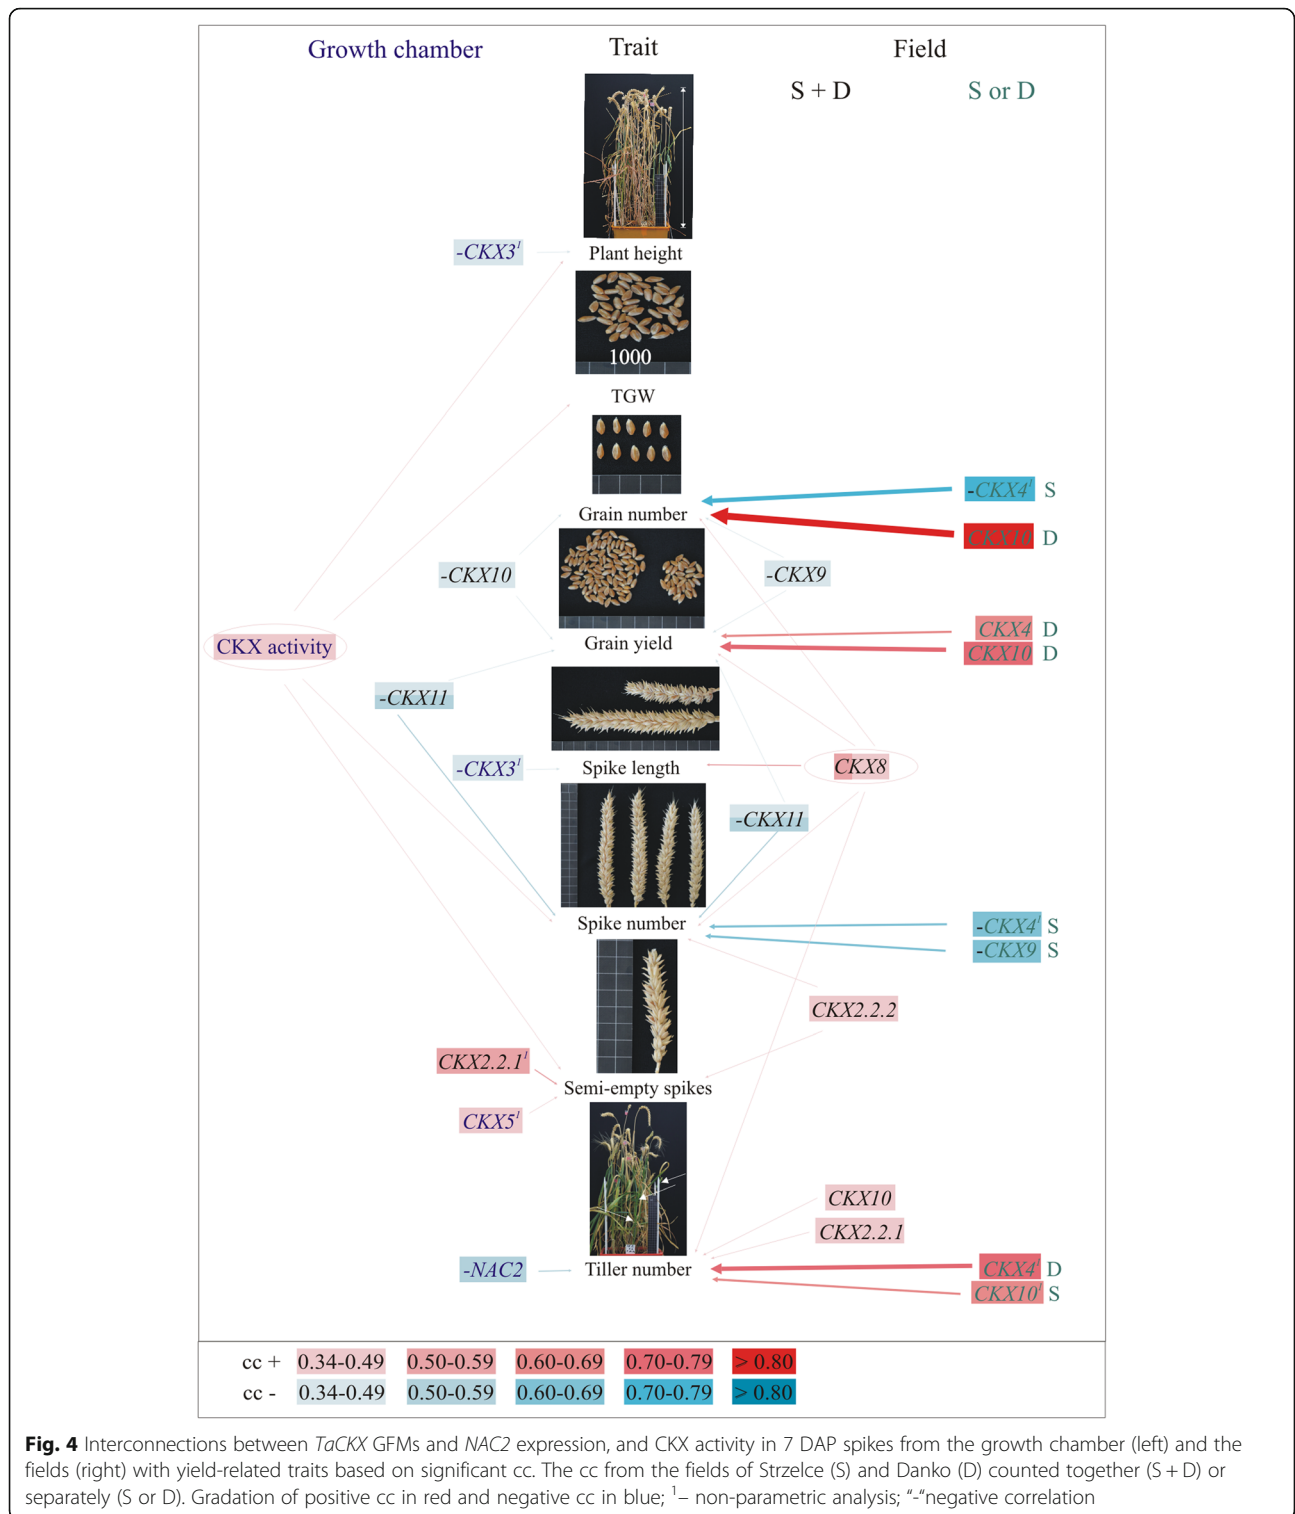 Growth chamber Trait Field
S + D S or D
-CKX3¹ Plant height
1000
TGW
-CKX4¹ S
Grain number
CKX10 D
-CKX10 -CKX9
CKX4 D
Grain yield
CKX activity CKX10 D
-CKX11
-CKX3¹ Spike length CKX8
-CKX11
Spike number -CKX4¹ S
-CKX9 S
CKX2.2.2
CKX2.2.1¹
Semi-empty spikes
CKX5¹
CKX10
CKX2.2.1
-NAC2 Tiller number CKX4¹ D
CKX10¹ S
cc + 0.34-0.49 0.50-0.59 0.60-0.69 0.70-0.79 > 0.80
cc - 0.34-0.49 0.50-0.59 0.60-0.69 0.70-0.79 > 0.80
Fig. 4 Interconnections between TaCKX GFMs and NAC2 expression, and CKX activity in 7 DAP spikes from the growth chamber (left) and the
fields (right) with yield-related traits based on significant cc. The cc from the fields of Strzelce (S) and Danko (D) counted together (S + D) or
separately (S or D). Gradation of positive cc in red and negative cc in blue; ¹– non-parametric analysis; “-“negative correlation